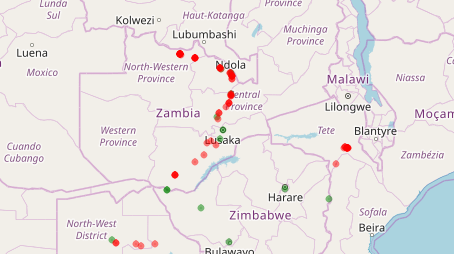 Lunda
Sul
Kolwezi
Haut-Katanga
Muchinga
Province
Luena
Lubumbashi
Moxico
North-Western
Province
Ndola
Malawi
Niassa
Central
Province
Lilongwe
Moçam
Zambia
Western
Province
Tete
Blantyre
Cuando
Cubango
Lusaka
Zambézia
Harare
North-West
District
Zimbabwe
Sofala
Beira
Bulawayo